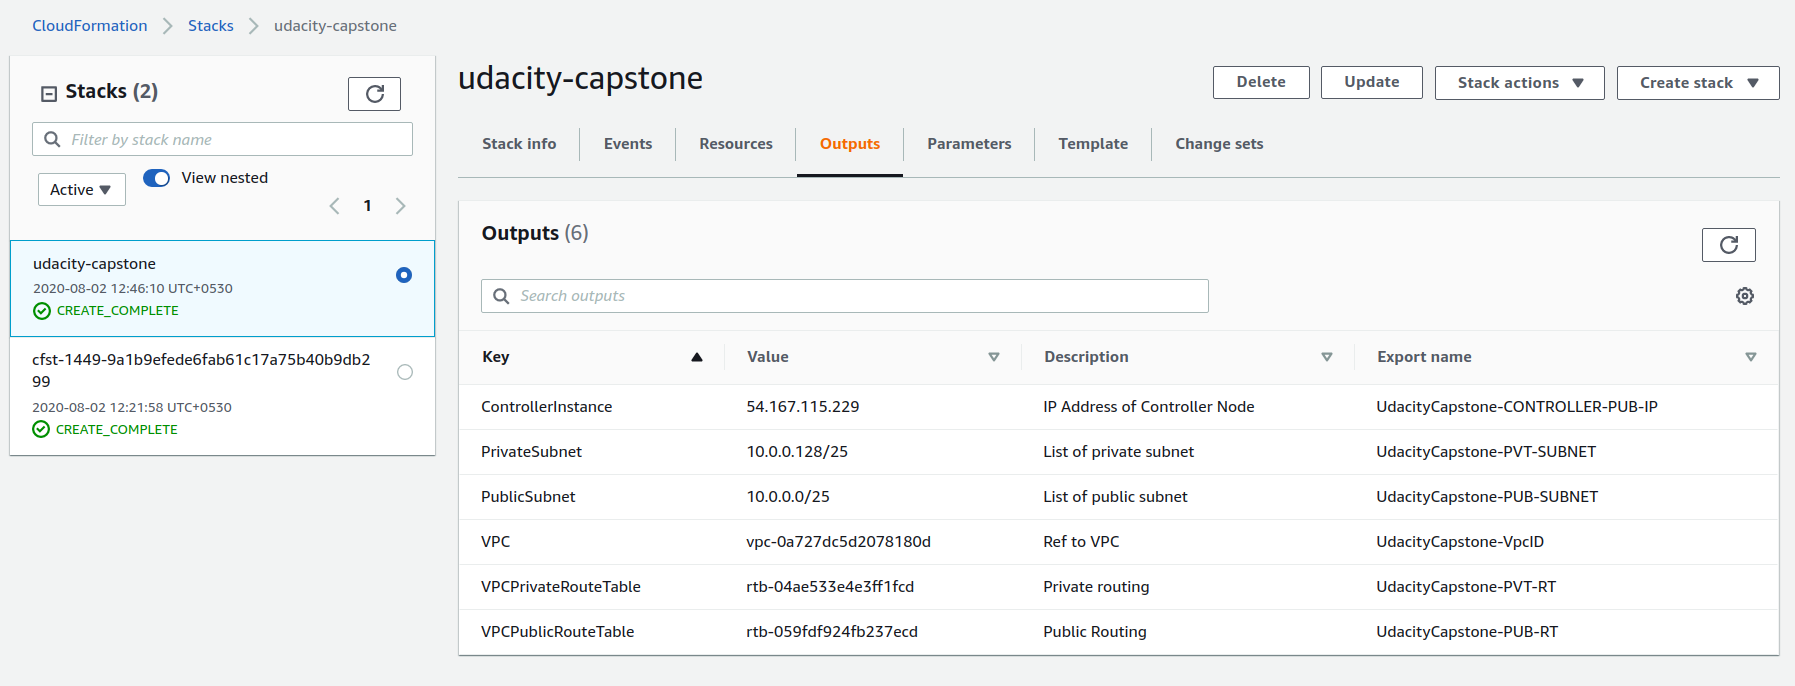 CloudFormation > Stacks > udacity-capstone
Stacks (2)
Filter by stack name
Active
View nested
1
udacity-capstone
2020-08-02 12:46:10 UTC+0530
CREATE_COMPLETE
cfst-1449-9a1b9efede6fab61c17a75b40b9db2
99
2020-08-02 12:21:58 UTC+0530
CREATE_COMPLETE
udacity-capstone
Delete Update Stack actions Create stack
Stack info Events Resources Outputs Parameters Template Change sets
Outputs (6)
Search outputs
Key Value Description Export name
ControllerInstance 54.167.115.229 IP Address of Controller Node UdacityCapstone-CONTROLLER-PUB-IP
PrivateSubnet 10.0.0.128/25 List of private subnet UdacityCapstone-PVT-SUBNET
PublicSubnet 10.0.0.0/25 List of public subnet UdacityCapstone-PUB-SUBNET
VPC vpc-0a727dc5d2078180d Ref to VPC UdacityCapstone-VpcID
VPCPrivateRouteTable rtb-04ae533e4e3ff1fcd Private routing UdacityCapstone-PVT-RT
VPCPublicRouteTable rtb-059fdf924fb237ecd Public Routing UdacityCapstone-PUB-RT